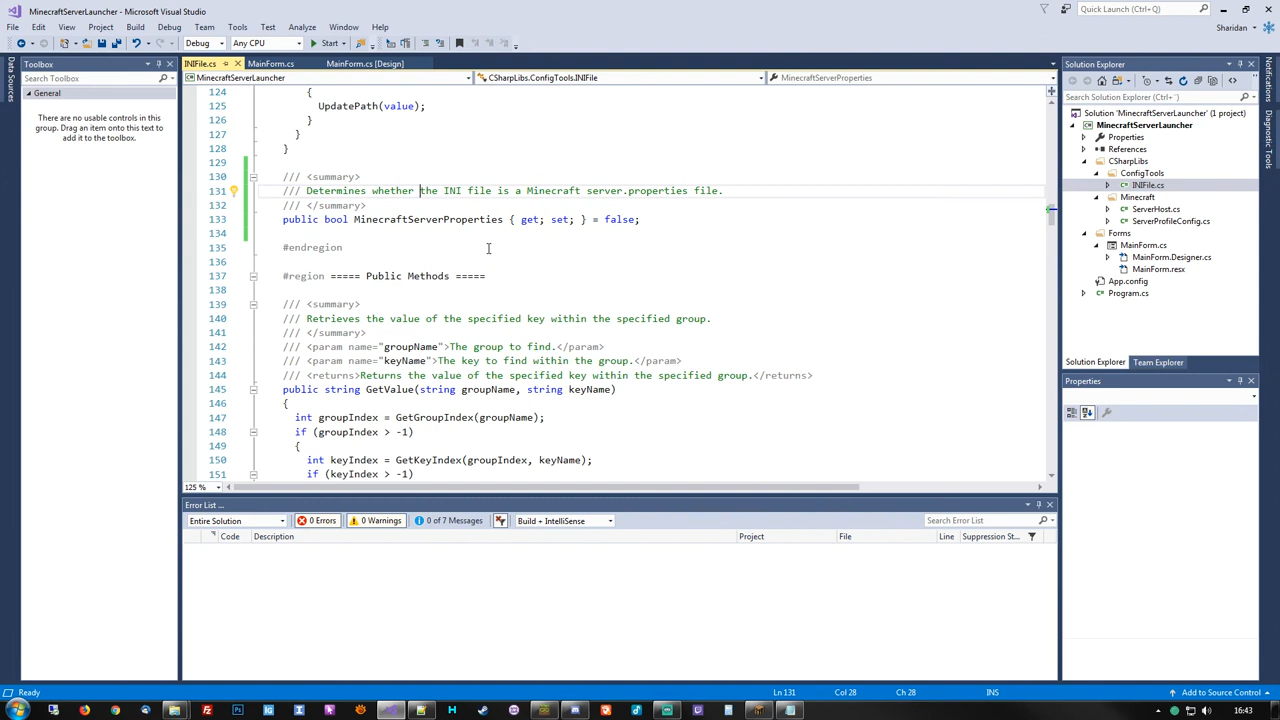 MinecraftServerLauncher - Microsoft Visual Studio
Quick Launch (Ctrl+Q)
File Edit View Project Build Debug Team Tools Test Analyze Window Help
Sharidan
Debug Any CPU Start
Data Sources
Toolbox
Search Toolbox
General
There are no usable controls in this
group. Drag an item onto this text to
add it to the toolbox.
INIFile.cs MainForm.cs MainForm.cs [Design]
MinecraftServerLauncher CSharpLibs.ConfigTools.INIFile MinecraftServerProperties
124 {
125 UpdatePath(value);
126 }
127 }
128 }
129
130 /// <summary>
131 /// Determines whether the INI file is a Minecraft server.properties file.
132 /// </summary>
133 public bool MinecraftServerProperties { get; set; } = false;
134
135 #endregion
136
137 #region ===== Public Methods =====
138
139 /// <summary>
140 /// Retrieves the value of the specified key within the specified group.
141 /// </summary>
142 /// <param name="groupName">The group to find.</param>
143 /// <param name="keyName">The key to find within the group.</param>
144 /// <returns>Returns the value of the specified key within the specified group.</returns>
145 public string GetValue(string groupName, string keyName)
146 {
147 int groupIndex = GetGroupIndex(groupName);
148 if (groupIndex > -1)
149 {
150 int keyIndex = GetKeyIndex(groupIndex, keyName);
151 if (keyIndex > -1)
125 %
Error List ...
Entire Solution 0 Errors 0 Warnings 0 of 7 Messages Build + IntelliSense Search Error List
Code Description Project File Line Suppression St...
Solution Explorer
Search Solution Explorer (Ctrl+¨)
Solution 'MinecraftServerLauncher' (1 project)
MinecraftServerLauncher
Properties
References
CSharpLibs
ConfigTools
INIFile.cs
Minecraft
ServerHost.cs
ServerProfileConfig.cs
Forms
MainForm.cs
MainForm.Designer.cs
MainForm.resx
App.config
Program.cs
Solution Explorer Team Explorer
Properties
Notifications
Diagnostic Tools
Ready Ln 131 Col 28 Ch 28 INS Add to Source Control
16:43